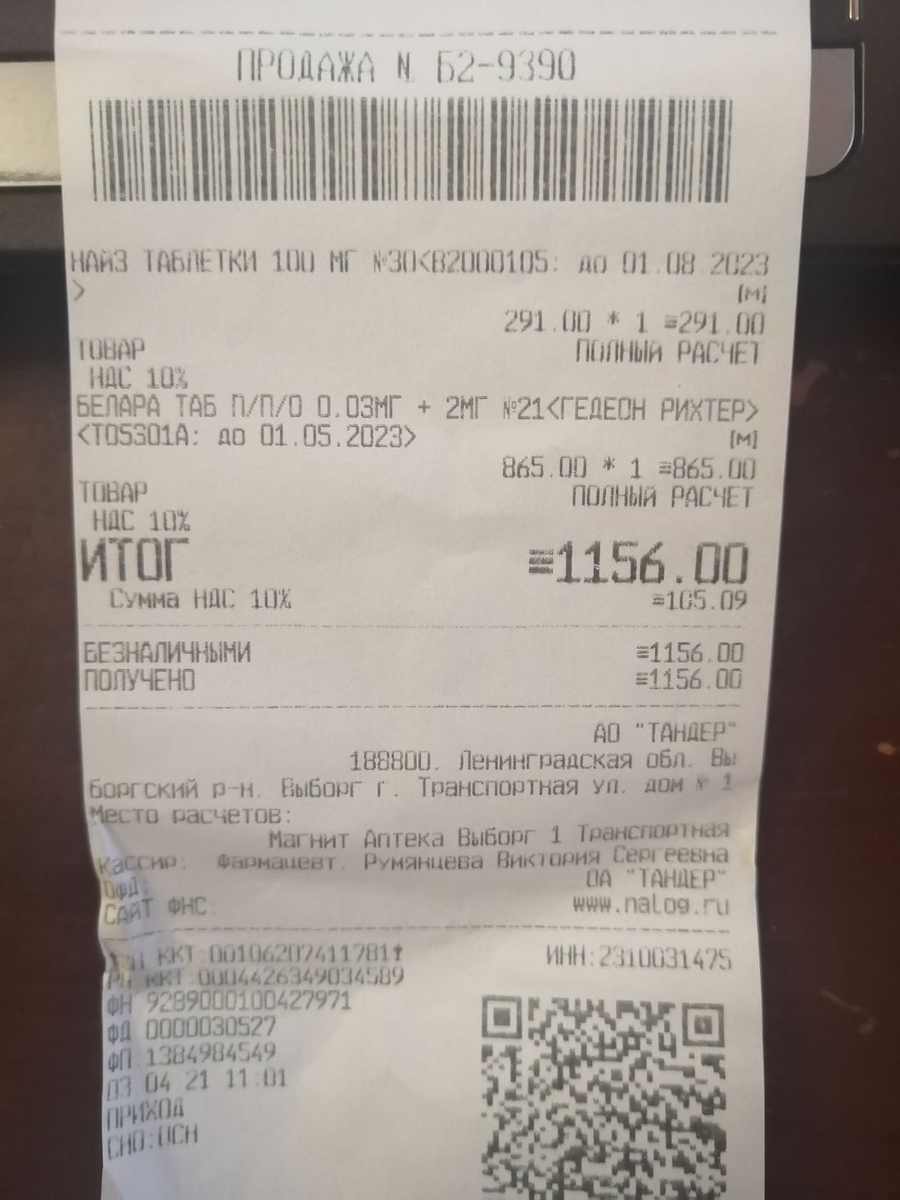 ПРОДАЖА N Б2-9390
НАЙЗ ТАБЛЕТКИ 100 МГ №30<B2000105: до 01.08.2023
> [М]
291.00 * 1 ≡291.00
ТОВАР ПОЛНЫЙ РАСЧЕТ
НДС 10%
БЕЛАРА ТАБ П/П/О 0.03МГ + 2МГ №21<ГЕДЕОН РИХТЕР>
<T05301A: до 01.05.2023> [М]
865.00 * 1 ≡865.00
ТОВАР ПОЛНЫЙ РАСЧЕТ
НДС 10%
ИТОГ ≡1156.00
Сумма НДС 10% ≡105.09
БЕЗНАЛИЧНЫМИ ≡1156.00
ПОЛУЧЕНО ≡1156.00
АО "ТАНДЕР"
188800. Ленинградская обл. Вы
боргский р-н. Выборг г. Транспортная ул. дом № 1
Место расчетов:
Магнит Аптека Выборг 1 Транспортная
Кассир: Фармацевт. Румянцева Виктория Сергеевна
ОФД: ОА "ТАНДЕР"
САЙТ ФНС: www.nalog.ru
ЗН ККТ:00106207411781↑ ИНН:2310031475
РН ККТ:0004426349034589
ФН 9289000100427971
ФД 0000030527
ФП:1384984549
03.04.21 11:01
ПРИХОД
СНО:ОСН